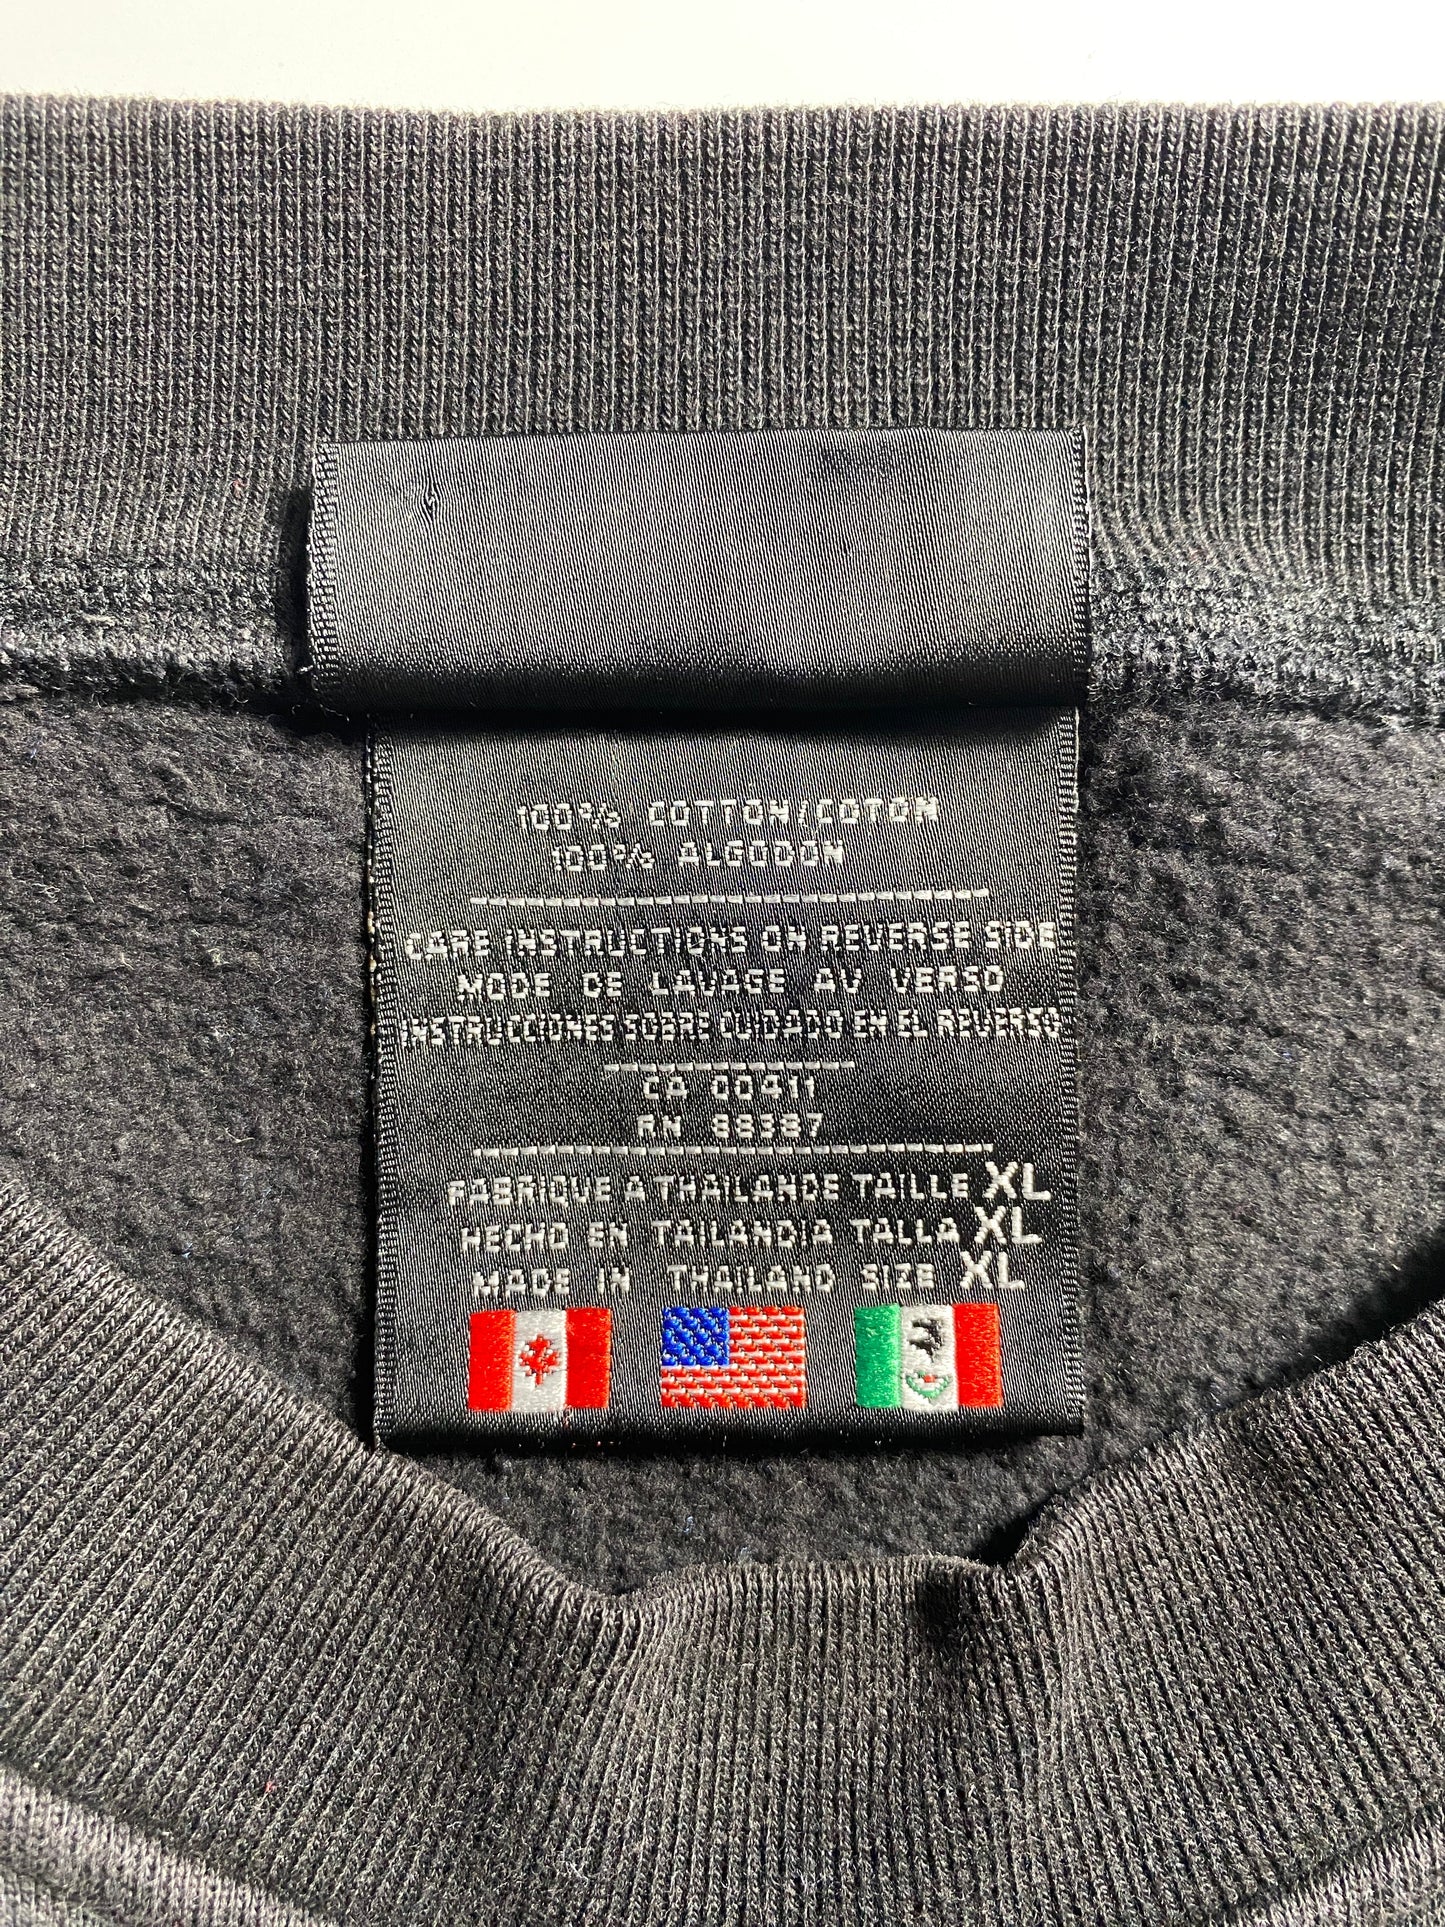 100% COTTON/COTON
100% ALGODON
CARE INSTRUCTIONS ON REVERSE SIDE
MODE DE LAVAGE AU VERSO
INSTRUCCIONES SOBRE CUIDADO EN EL REVERSO
CA 00411
RN 88387
FABRIQUE A THAILANDE TAILLE XL
HECHO EN TAILANDIA TALLA XL
MADE IN THAILAND SIZE XL